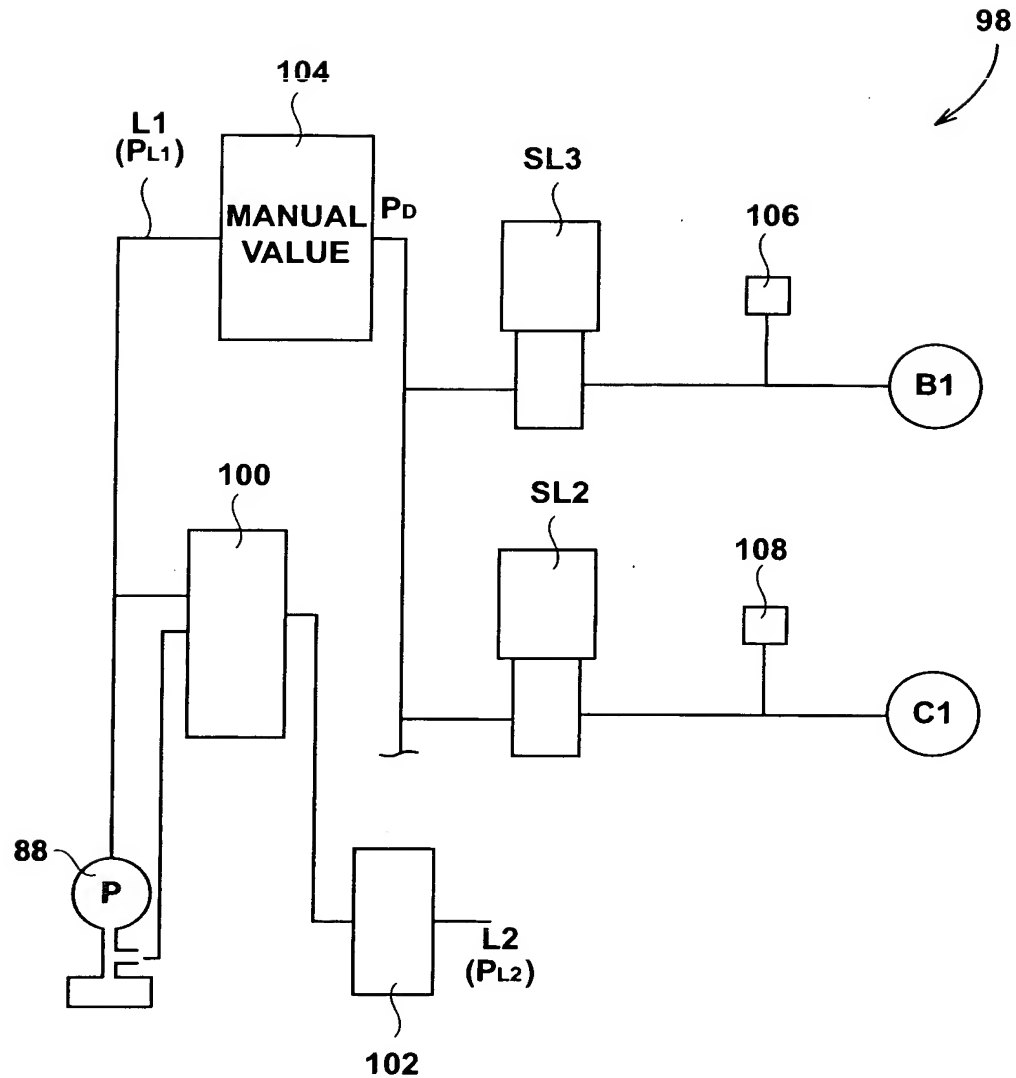 98
104
L1
(PL1)
MANUAL
VALUE
PD
SL3
106
B1
100
SL2
108
C1
88
P
L2
(PL2)
102